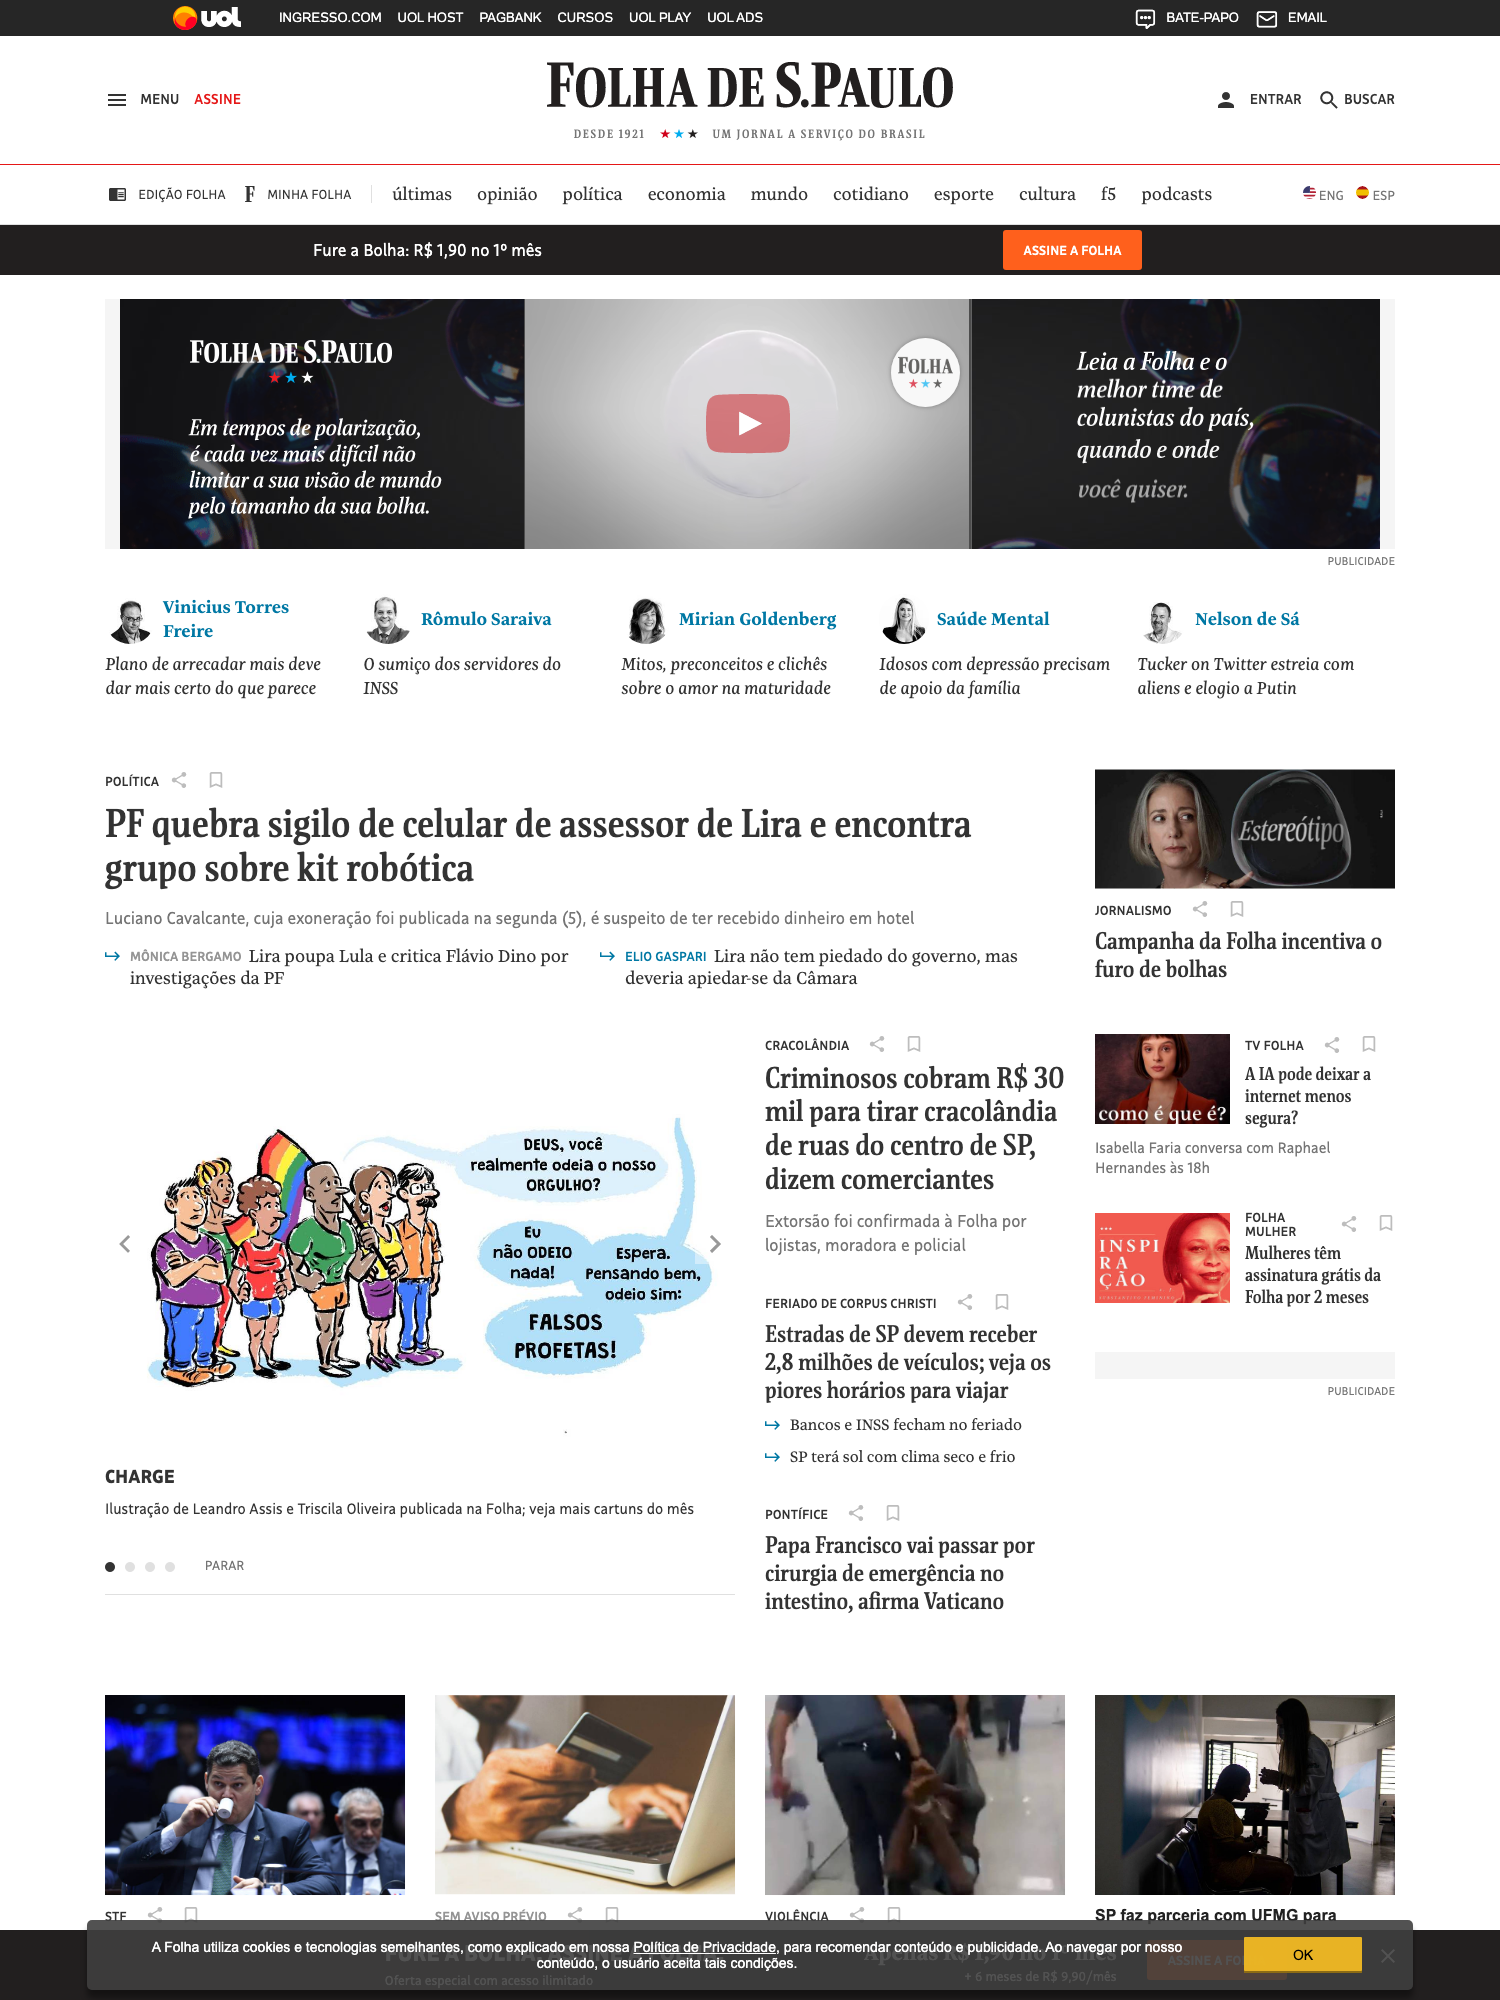 uol INGRESSO.COM UOL HOST PAGBANK CURSOS UOL PLAY UOL ADS BATE-PAPO EMAIL
MENU ASSINE FOLHA DE S.PAULO ENTRAR BUSCAR
DESDE 1921 ★★★ UM JORNAL A SERVIÇO DO BRASIL
EDIÇÃO FOLHA F MINHA FOLHA últimas opinião política economia mundo cotidiano esporte cultura f5 podcasts ENG ESP
Fure a Bolha: R$ 1,90 no 1º mês ASSINE A FOLHA
FOLHA DE S.PAULO
★★★
Em tempos de polarização,
é cada vez mais difícil não
limitar a sua visão de mundo
pelo tamanho da sua bolha.
FOLHA
★★★
Leia a Folha e o
melhor time de
colunistas do país,
quando e onde
você quiser.
PUBLICIDADE
Vinicius Torres
Freire
Plano de arrecadar mais deve
dar mais certo do que parece
Rômulo Saraiva
O sumiço dos servidores do
INSS
Mirian Goldenberg
Mitos, preconceitos e clichês
sobre o amor na maturidade
Saúde Mental
Idosos com depressão precisam
de apoio da família
Nelson de Sá
Tucker on Twitter estreia com
aliens e elogio a Putin
POLÍTICA
PF quebra sigilo de celular de assessor de Lira e encontra
grupo sobre kit robótica
Luciano Cavalcante, cuja exoneração foi publicada na segunda (5), é suspeito de ter recebido dinheiro em hotel
MÔNICA BERGAMO Lira poupa Lula e critica Flávio Dino por
investigações da PF
ELIO GASPARI Lira não tem piedado do governo, mas
deveria apiedar-se da Câmara
Estereótipo
JORNALISMO
Campanha da Folha incentiva o
furo de bolhas
DEUS, você
realmente odeia o nosso
ORGULHO?
Eu
não ODEIO
nada!
Espera.
Pensando bem,
odeio sim:
FALSOS
PROFETAS!
CHARGE
Ilustração de Leandro Assis e Triscila Oliveira publicada na Folha; veja mais cartuns do mês
PARAR
CRACOLÂNDIA
Criminosos cobram R$ 30
mil para tirar cracolândia
de ruas do centro de SP,
dizem comerciantes
Extorsão foi confirmada à Folha por
lojistas, moradora e policial
FERIADO DE CORPUS CHRISTI
Estradas de SP devem receber
2,8 milhões de veículos; veja os
piores horários para viajar
Bancos e INSS fecham no feriado
SP terá sol com clima seco e frio
PONTÍFICE
Papa Francisco vai passar por
cirurgia de emergência no
intestino, afirma Vaticano
como é que é?
TV FOLHA
A IA pode deixar a
internet menos
segura?
Isabella Faria conversa com Raphael
Hernandes às 18h
INSPI
RA
ÇÃO
FOLHA
MULHER
Mulheres têm
assinatura grátis da
Folha por 2 meses
PUBLICIDADE
STF
SEM AVISO PRÉVIO
VIOLÊNCIA
SP faz parceria com UFMG para
A Folha utiliza cookies e tecnologias semelhantes, como explicado em nossa Política de Privacidade, para recomendar conteúdo e publicidade. Ao navegar por nosso
conteúdo, o usuário aceita tais condições.
OK
Apenas R$ 1,90 no 1º mês
Oferta especial com acesso ilimitado
+ 6 meses de R$ 9,90/mês